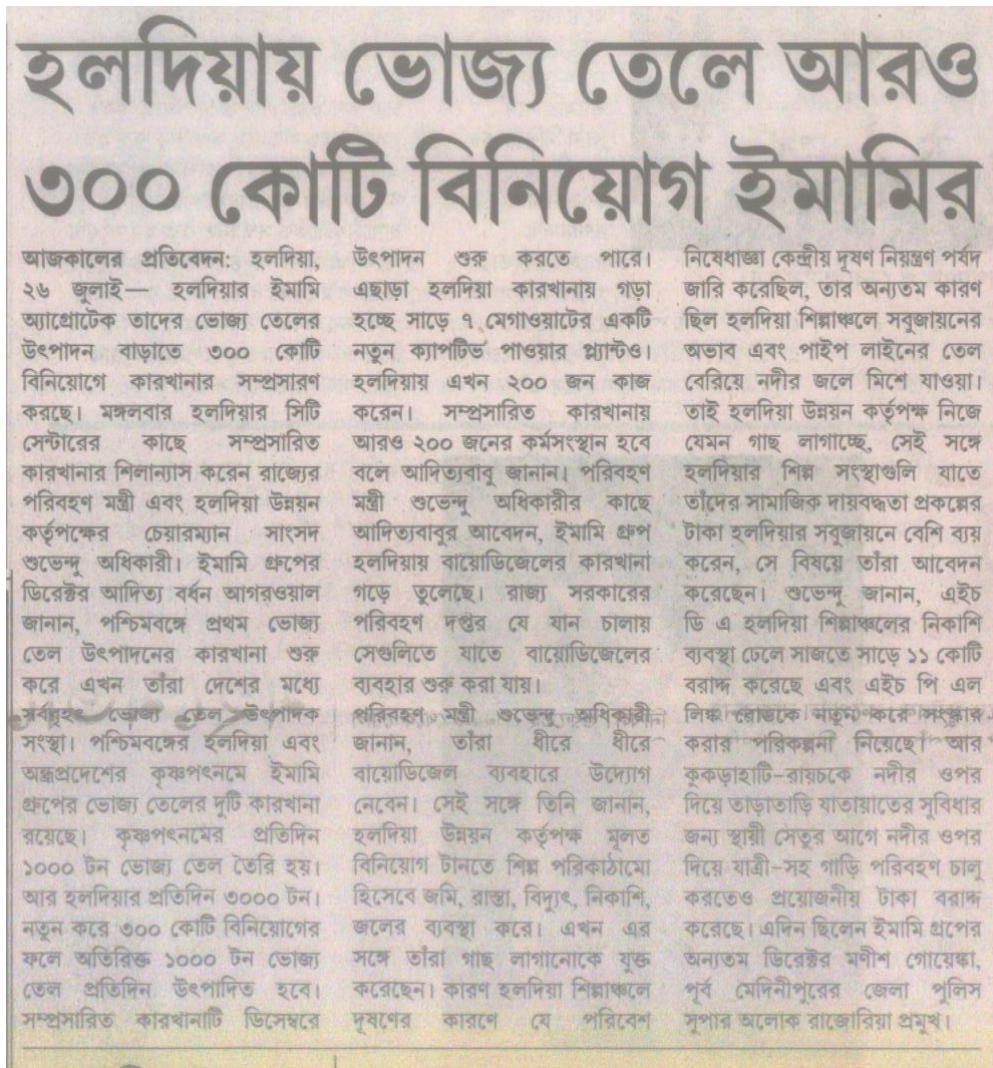 হলদিয়ায় ভোজ্য তেলে আরও
৩০০ কোটি বিনিয়োগ ইমামির
আজকালের প্রতিবেদন: হলদিয়া,
২৬ জুলাই— হলদিয়ার ইমামি
অ্যাগ্রোটেক তাদের ভোজ্য তেলের
উৎপাদন বাড়াতে ৩০০ কোটি
বিনিয়োগে কারখানার সম্প্রসারণ
করছে। মঙ্গলবার হলদিয়ার সিটি
সেন্টারের কাছে সম্প্রসারিত
কারখানার শিলান্যাস করেন রাজ্যের
পরিবহণ মন্ত্রী এবং হলদিয়া উন্নয়ন
কর্তৃপক্ষের চেয়ারম্যান সাংসদ
শুভেন্দু অধিকারী। ইমামি গ্রুপের
ডিরেক্টর আদিত্য বর্ধন আগরওয়াল
জানান, পশ্চিমবঙ্গে প্রথম ভোজ্য
তেল উৎপাদনের কারখানা শুরু
করে এখন তাঁরা দেশের মধ্যে
সর্ববৃহৎ ভোজ্য তেল উৎপাদক
সংস্থা। পশ্চিমবঙ্গের হলদিয়া এবং
অন্ধ্রপ্রদেশের কৃষ্ণপৎনমে ইমামি
গ্রুপের ভোজ্য তেলের দুটি কারখানা
রয়েছে। কৃষ্ণপৎনমের প্রতিদিন
১০০০ টন ভোজ্য তেল তৈরি হয়।
আর হলদিয়ার প্রতিদিন ৩০০০ টন।
নতুন করে ৩০০ কোটি বিনিয়োগের
ফলে অতিরিক্ত ১০০০ টন ভোজ্য
তেল প্রতিদিন উৎপাদিত হবে।
সম্প্রসারিত কারখানাটি ডিসেম্বরে
উৎপাদন শুরু করতে পারে।
এছাড়া হলদিয়া কারখানায় গড়া
হচ্ছে সাড়ে ৭ মেগাওয়াটের একটি
নতুন ক্যাপটিভ পাওয়ার প্ল্যান্টও।
হলদিয়ায় এখন ২০০ জন কাজ
করেন। সম্প্রসারিত কারখানায়
আরও ২০০ জনের কর্মসংস্থান হবে
বলে আদিত্যবাবু জানান। পরিবহণ
মন্ত্রী শুভেন্দু অধিকারীর কাছে
আদিত্যবাবুর আবেদন, ইমামি গ্রুপ
হলদিয়ায় বায়োডিজেলের কারখানা
গড়ে তুলেছে। রাজ্য সরকারের
পরিবহণ দপ্তর যে যান চালায়
সেগুলিতে যাতে বায়োডিজেলের
ব্যবহার শুরু করা যায়।
পরিবহণ মন্ত্রী শুভেন্দু অধিকারী
জানান, তাঁরা ধীরে ধীরে
বায়োডিজেল ব্যবহারে উদ্যোগ
নেবেন। সেই সঙ্গে তিনি জানান,
হলদিয়া উন্নয়ন কর্তৃপক্ষ মূলত
বিনিয়োগ টানতে শিল্প পরিকাঠামো
হিসেবে জমি, রাস্তা, বিদ্যুৎ, নিকাশি,
জলের ব্যবস্থা করে। এখন এর
সঙ্গে তাঁরা গাছ লাগানোকে যুক্ত
করেছেন। কারণ হলদিয়া শিল্পাঞ্চলে
দূষণের কারণে যে পরিবেশ
নিষেধাজ্ঞা কেন্দ্রীয় দূষণ নিয়ন্ত্রণ পর্ষদ
জারি করেছিল, তার অন্যতম কারণ
ছিল হলদিয়া শিল্পাঞ্চলে সবুজায়নের
অভাব এবং পাইপ লাইনের তেল
বেরিয়ে নদীর জলে মিশে যাওয়া।
তাই হলদিয়া উন্নয়ন কর্তৃপক্ষ নিজে
যেমন গাছ লাগাচ্ছে, সেই সঙ্গে
হলদিয়ার শিল্প সংস্থাগুলি যাতে
তাঁদের সামাজিক দায়বদ্ধতা প্রকল্পের
টাকা হলদিয়ার সবুজায়নে বেশি ব্যয়
করেন, সে বিষয়ে তাঁরা আবেদন
করেছেন। শুভেন্দু জানান, এইচ
ডি এ হলদিয়া শিল্পাঞ্চলের নিকাশি
ব্যবস্থা ঢেলে সাজতে সাড়ে ১১ কোটি
বরাদ্দ করেছে এবং এইচ পি এল
লিঙ্ক রোডকে নতুন করে সংস্কার
করার পরিকল্পনা নিয়েছে। আর
কুকড়াহাটি-রায়চকে নদীর ওপর
দিয়ে তাড়াতাড়ি যাতায়াতের সুবিধার
জন্য স্থায়ী সেতুর আগে নদীর ওপর
দিয়ে যাত্রী-সহ গাড়ি পরিবহণ চালু
করতেও প্রয়োজনীয় টাকা বরাদ্দ
করেছে। এদিন ছিলেন ইমামি গ্রুপের
অন্যতম ডিরেক্টর মণীশ গোয়েঙ্কা,
পূর্ব মেদিনীপুরের জেলা পুলিস
সুপার অলোক রাজোরিয়া প্রমুখ।